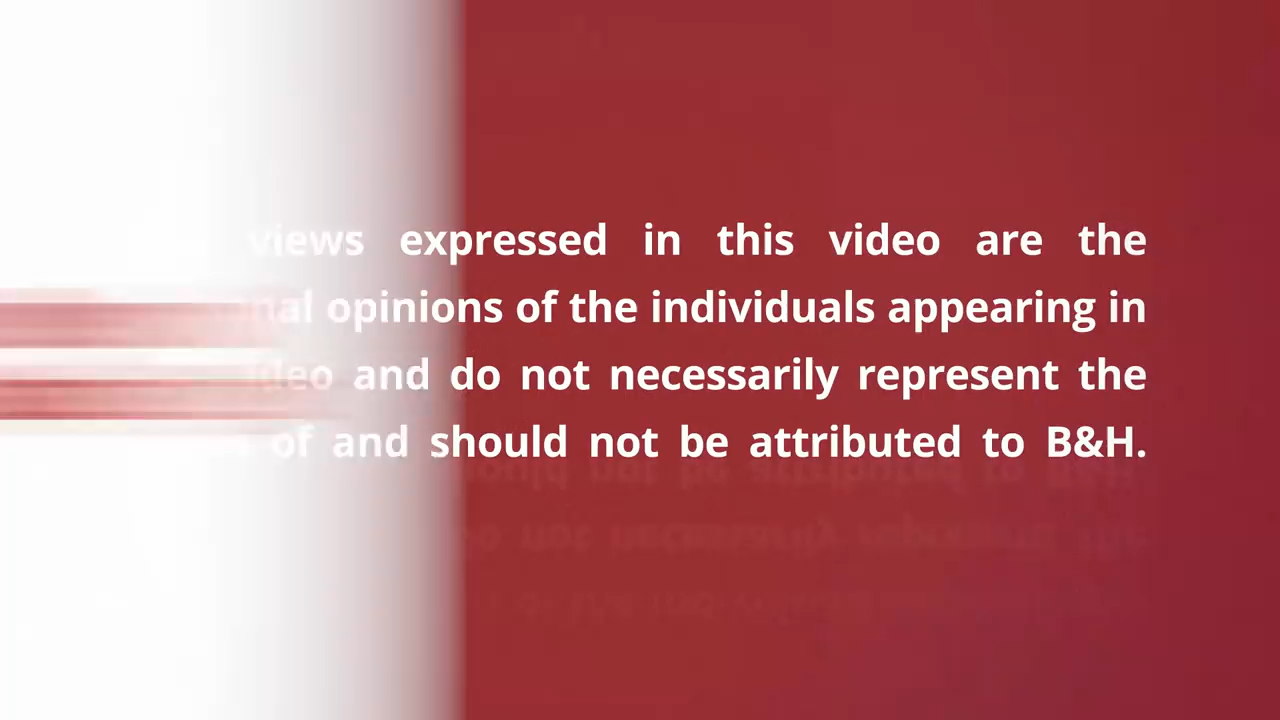 views expressed in this video are the
opinions of the individuals appearing in
and do not necessarily represent the
of and should not be attributed to B&H.